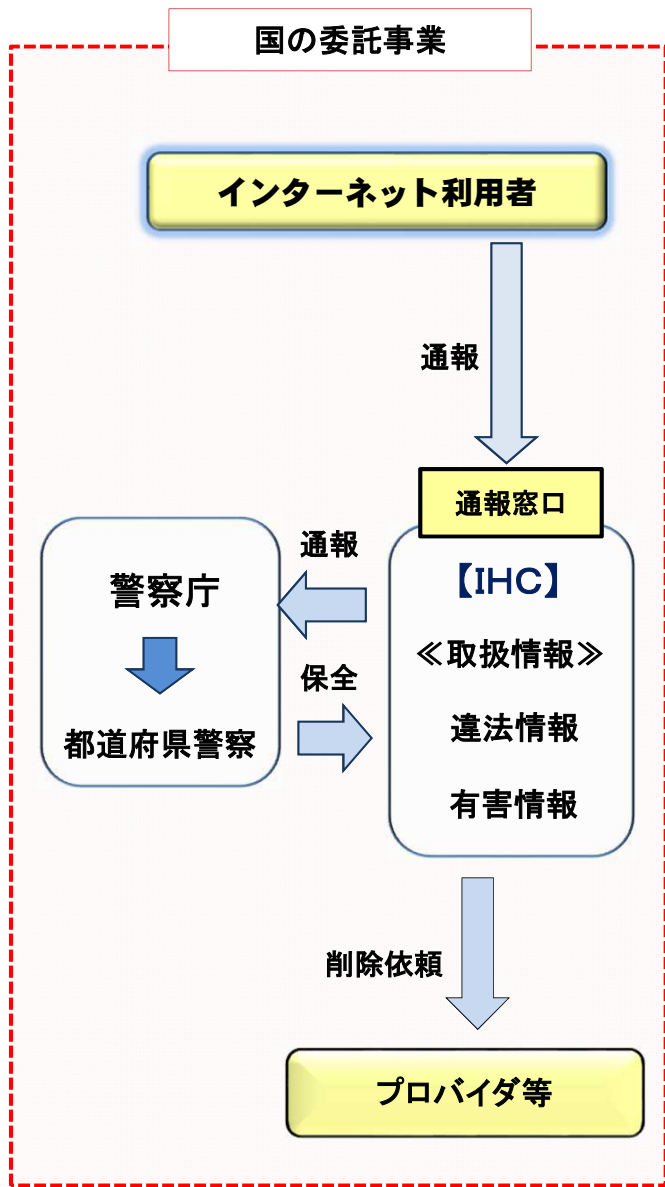 国の委託事業
インターネット利用者
通報
通報窓口
通報
警察庁
保全
都道府県警察
【IHC】
≪取扱情報≫
違法情報
有害情報
削除依頼
プロバイダ等